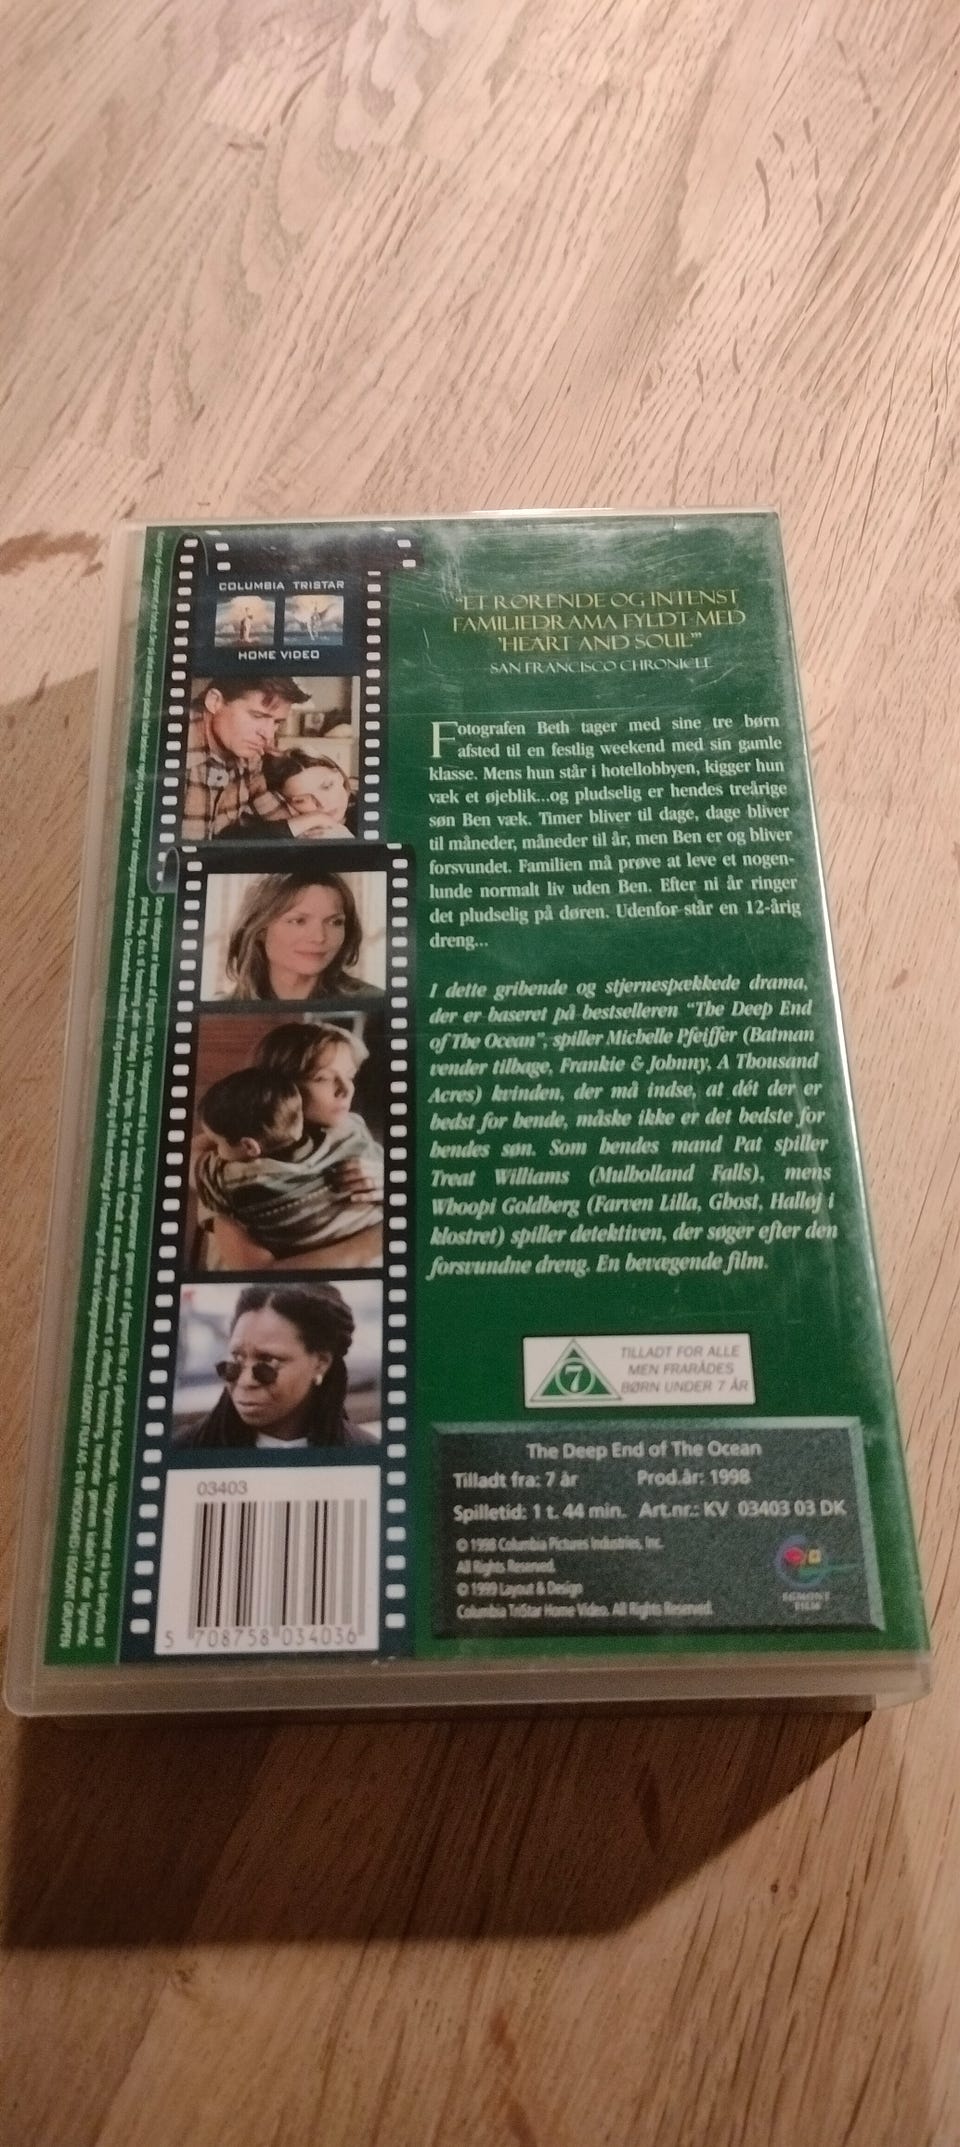 COLUMBIA TRISTAR
HOME VIDEO
"ET RØRENDE OG INTENST
FAMILIEDRAMA FYLDT MED
'HEART AND SOUL'"
SAN FRANCISCO CHRONICLE
Fotografen Beth tager med sine tre børn
afsted til en festlig weekend med sin gamle
klasse. Mens hun står i hotellobbyen, kigger hun
væk et øjeblik...og pludselig er hendes treårige
søn Ben væk. Timer bliver til dage, dage bliver
til måneder, måneder til år, men Ben er og bliver
forsvundet. Familien må prøve at leve et nogen-
lunde normalt liv uden Ben. Efter ni år ringer
det pludselig på døren. Udenfor står en 12-årig
dreng...
I dette gribende og stjernespækkede drama,
der er baseret på bestselleren "The Deep End
of The Ocean", spiller Michelle Pfeiffer (Batman
vender tilbage, Frankie & Johnny, A Thousand
Acres) kvinden, der må indse, at dét der er
bedst for hende, måske ikke er det bedste for
hendes søn. Som hendes mand Pat spiller
Treat Williams (Mulholland Falls), mens
Whoopi Goldberg (Farven Lilla, Ghost, Halløj i
klostret) spiller detektiven, der søger efter den
forsvundne dreng. En bevægende film.
7
TILLADT FOR ALLE
MEN FRARÅDES
BØRN UNDER 7 ÅR
The Deep End of The Ocean
Tilladt fra: 7 år Prod.år: 1998
Spilletid: 1 t. 44 min. Art.nr.: KV 03403 03 DK
© 1998 Columbia Pictures Industries, Inc.
All Rights Reserved.
© 1999 Layout & Design
Columbia TriStar Home Video. All Rights Reserved.
EGMONT
FILM
03403
5 708758 034036